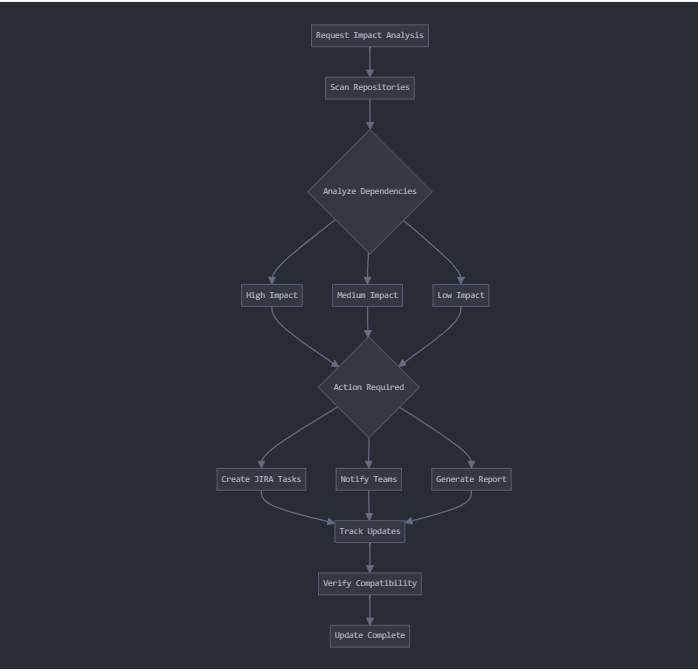 Request Impact Analysis
Scan Repositories
Analyze Dependencies
High Impact
Medium Impact
Low Impact
Action Required
Create JIRA Tasks
Notify Teams
Generate Report
Track Updates
Verify Compatibility
Update Complete